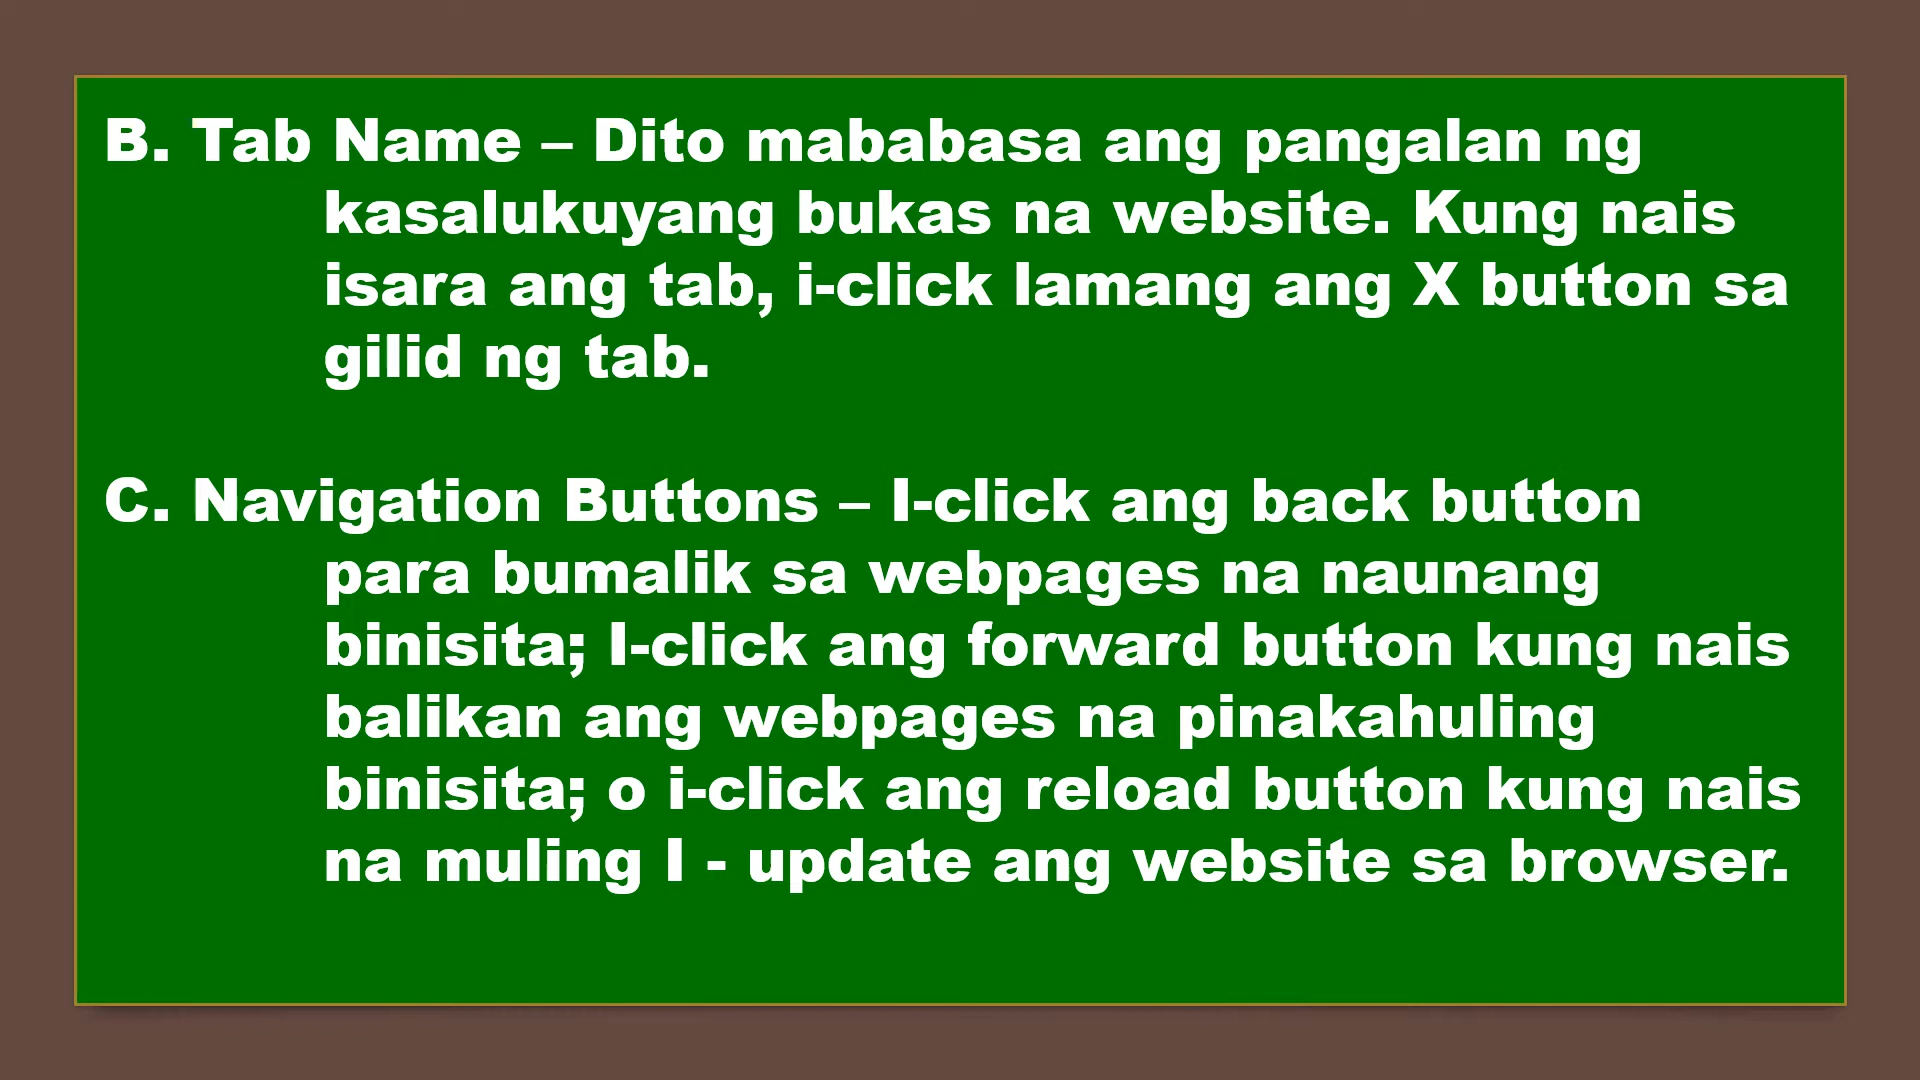 B. Tab Name – Dito mababasa ang pangalan ng
kasalukuyang bukas na website. Kung nais
isara ang tab, i-click lamang ang X button sa
gilid ng tab.
C. Navigation Buttons – I-click ang back button
para bumalik sa webpages na naunang
binisita; I-click ang forward button kung nais
balikan ang webpages na pinakahuling
binisita; o i-click ang reload button kung nais
na muling I - update ang website sa browser.